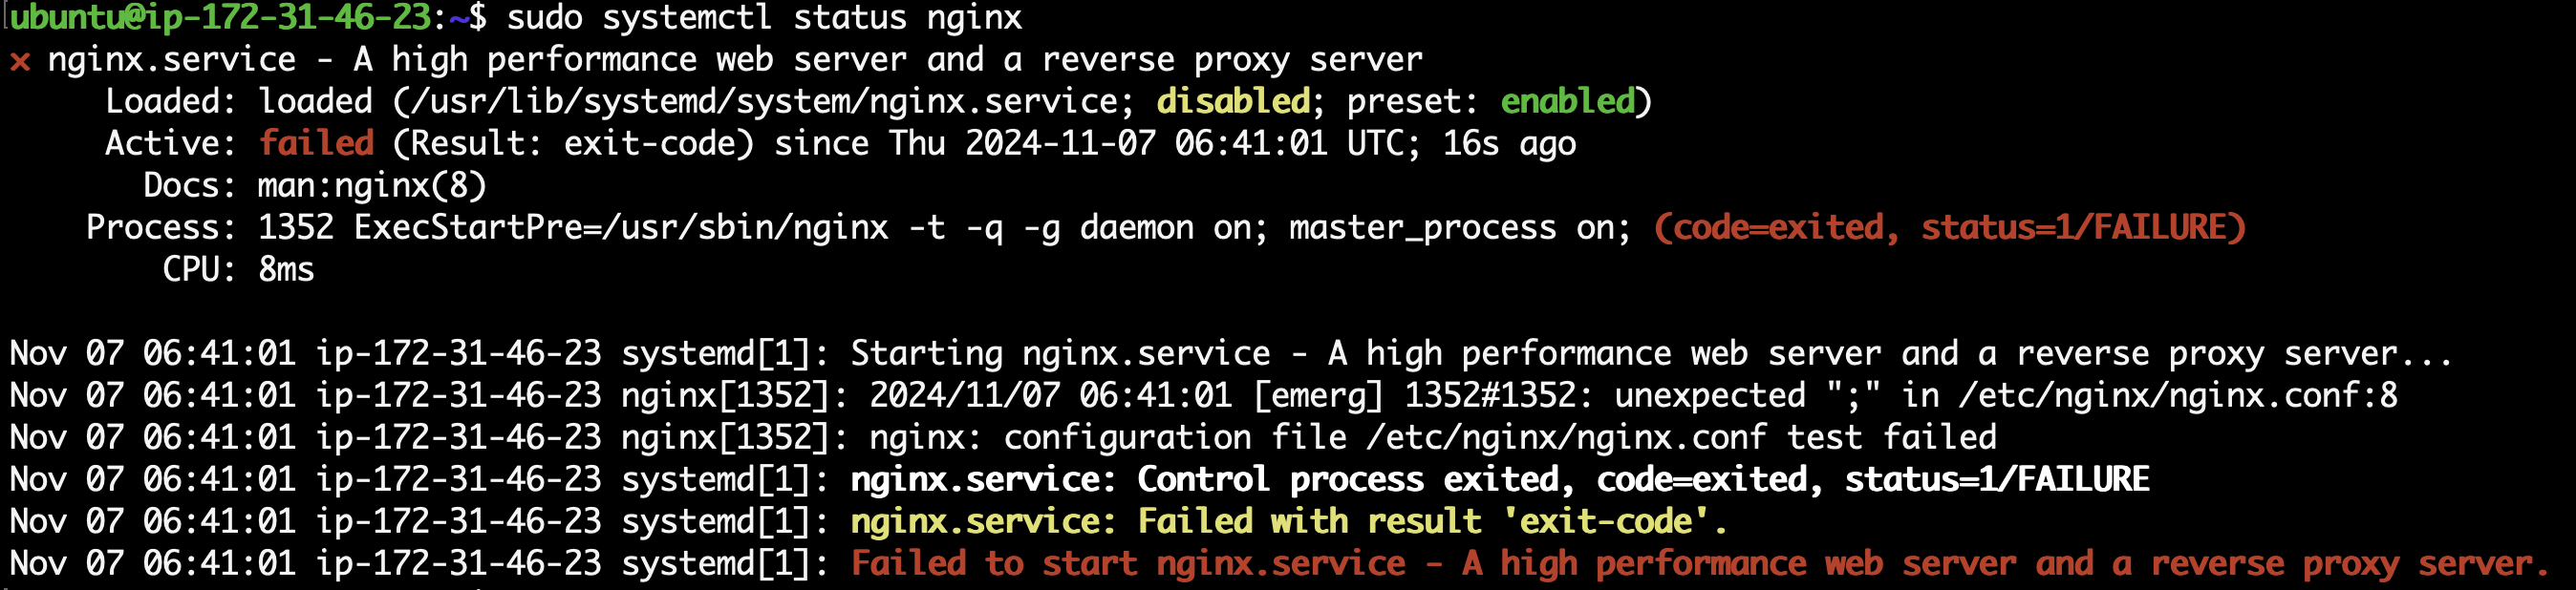 ubuntu@ip-172-31-46-23:~$ sudo systemctl status nginx
× nginx.service - A high performance web server and a reverse proxy server
     Loaded: loaded (/usr/lib/systemd/system/nginx.service; disabled; preset: enabled)
     Active: failed (Result: exit-code) since Thu 2024-11-07 06:41:01 UTC; 16s ago
       Docs: man:nginx(8)
    Process: 1352 ExecStartPre=/usr/sbin/nginx -t -q -g daemon on; master_process on; (code=exited, status=1/FAILURE)
        CPU: 8ms

Nov 07 06:41:01 ip-172-31-46-23 systemd[1]: Starting nginx.service - A high performance web server and a reverse proxy server...
Nov 07 06:41:01 ip-172-31-46-23 nginx[1352]: 2024/11/07 06:41:01 [emerg] 1352#1352: unexpected ";" in /etc/nginx/nginx.conf:8
Nov 07 06:41:01 ip-172-31-46-23 nginx[1352]: nginx: configuration file /etc/nginx/nginx.conf test failed
Nov 07 06:41:01 ip-172-31-46-23 systemd[1]: nginx.service: Control process exited, code=exited, status=1/FAILURE
Nov 07 06:41:01 ip-172-31-46-23 systemd[1]: nginx.service: Failed with result 'exit-code'.
Nov 07 06:41:01 ip-172-31-46-23 systemd[1]: Failed to start nginx.service - A high performance web server and a reverse proxy server.